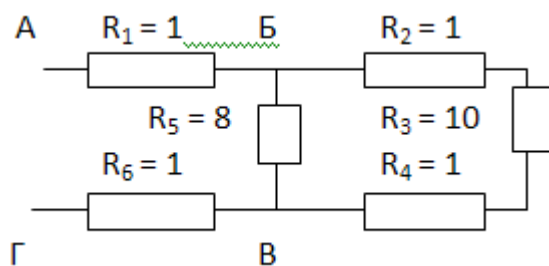 А R₁ = 1 Б R₂ = 1
R₅ = 8 R₃ = 10
R₆ = 1 R₄ = 1
Г В